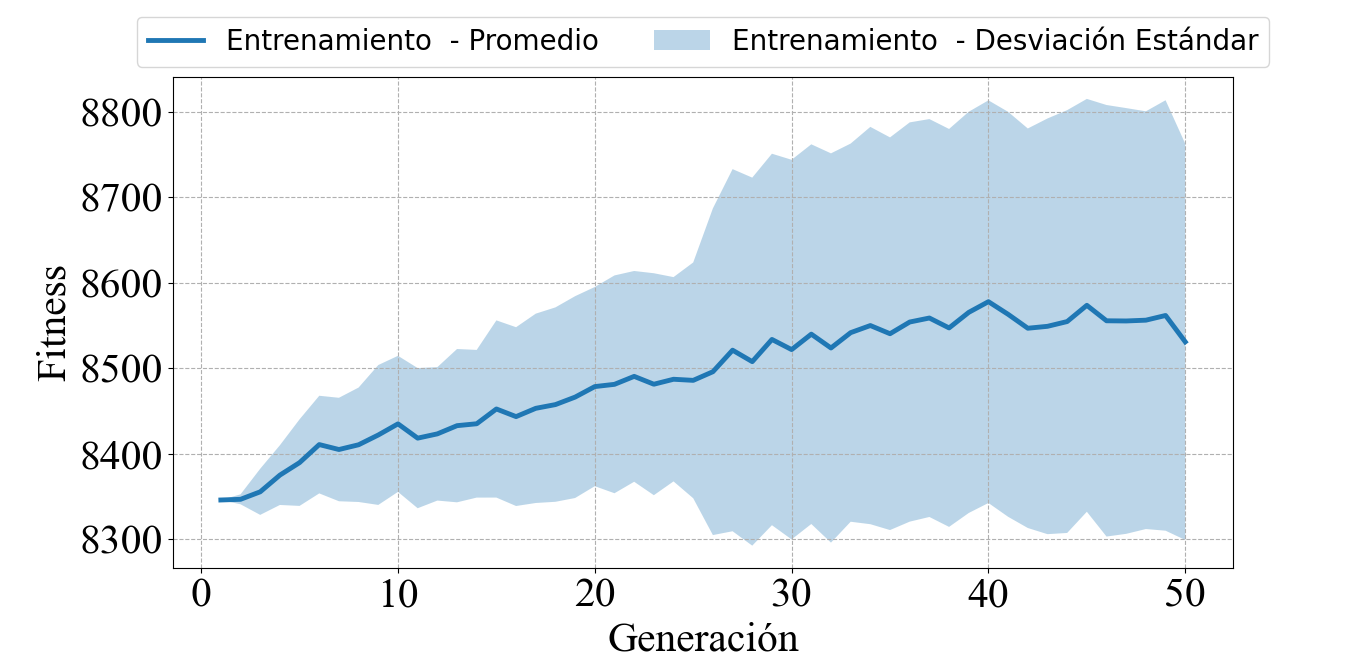 Entrenamiento  - Promedio
Entrenamiento  - Desviación Estándar
8800
8700
8600
8500
8400
8300
Fitness
0 10 20 30 40 50
Generación